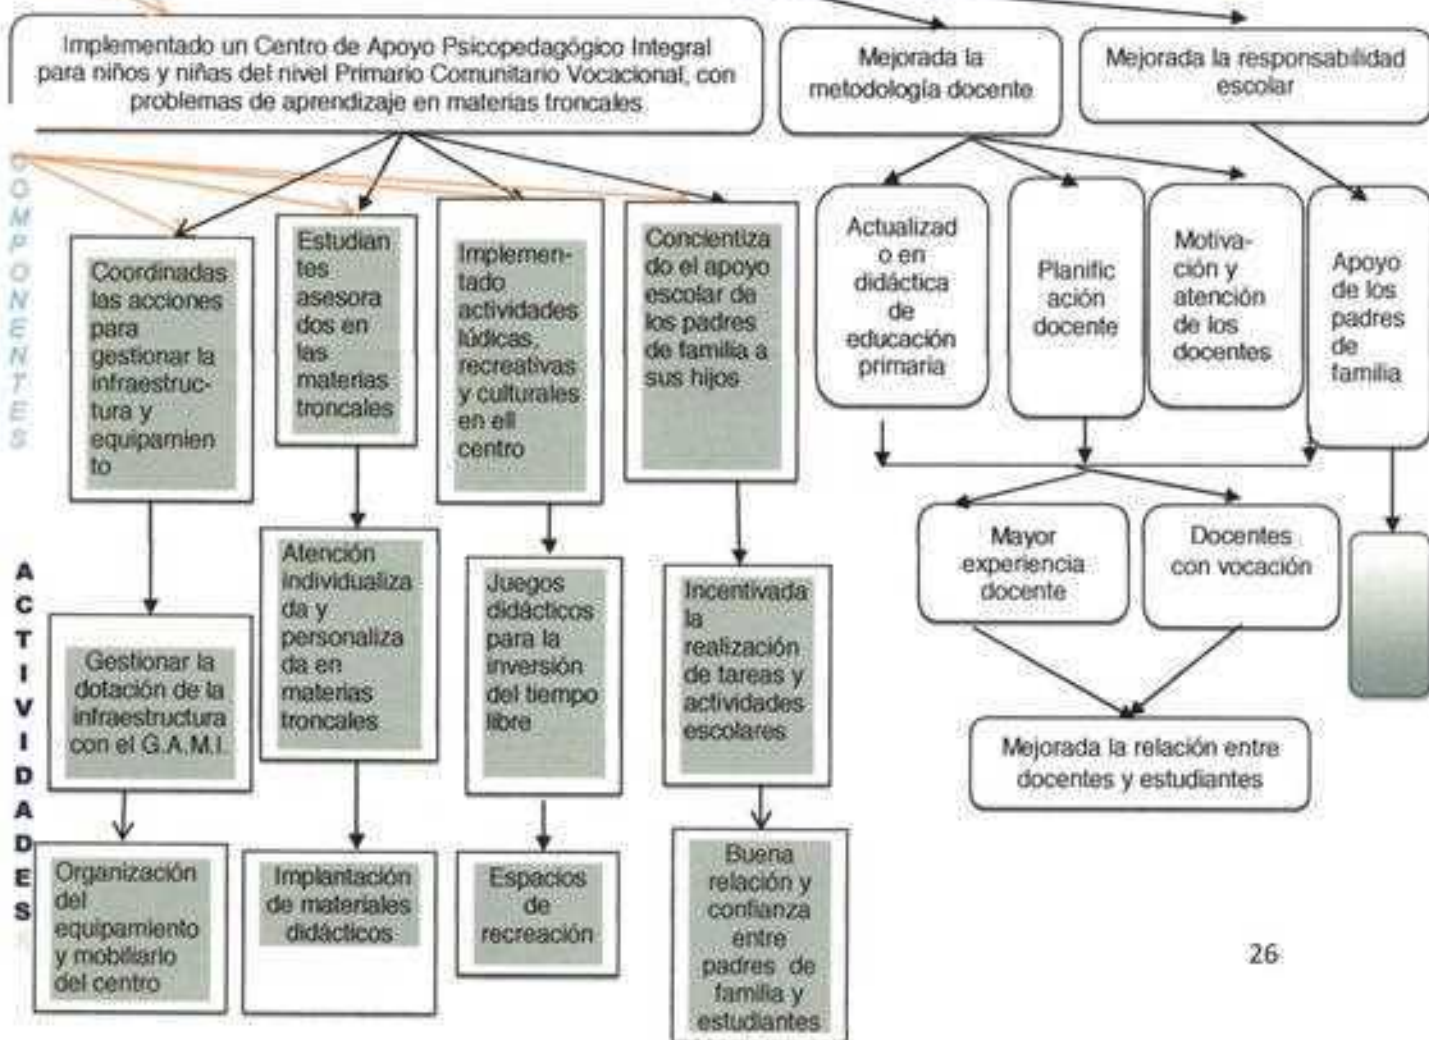 Implementado un Centro de Apoyo Psicopedagógico Integral
para niños y niñas del nivel Primario Comunitario Vocacional, con
problemas de aprendizaje en materias troncales
Mejorada la
metodología docente
Mejorada la responsabilidad
escolar
COMPONENTES
Coordinadas
las acciones
para
gestionar la
infraestruc-
tura y
equipamien
to
Estudian
tes
asesora
dos en
las
materias
troncales
Implemen-
tado
actividades
lúdicas,
recreativas
y culturales
en ell
centro
Concientiza
do el apoyo
escolar de
los padres
de familia a
sus hijos
Actualizad
o en
didáctica
de
educación
primaria
Planific
ación
docente
Motiva-
ción y
atención
de los
docentes
Apoyo
de los
padres
de
familia
ACTIVIDADES
Gestionar la
dotación de la
infraestructura
con el G.A.M.I.
Atención
individualiza
da y
personaliza
da en
materias
troncales
Juegos
didácticos
para la
inversión
del tiempo
libre
Incentivada
la
realización
de tareas y
actividades
escolares
Mayor
experiencia
docente
Docentes
con vocación
Mejorada la relación entre
docentes y estudiantes
Organización
del
equipamiento
y mobiliario
del centro
Implantación
de materiales
didácticos
Espacios
de
recreación
Buena
relación y
confianza
entre
padres de
familia y
estudiantes
26